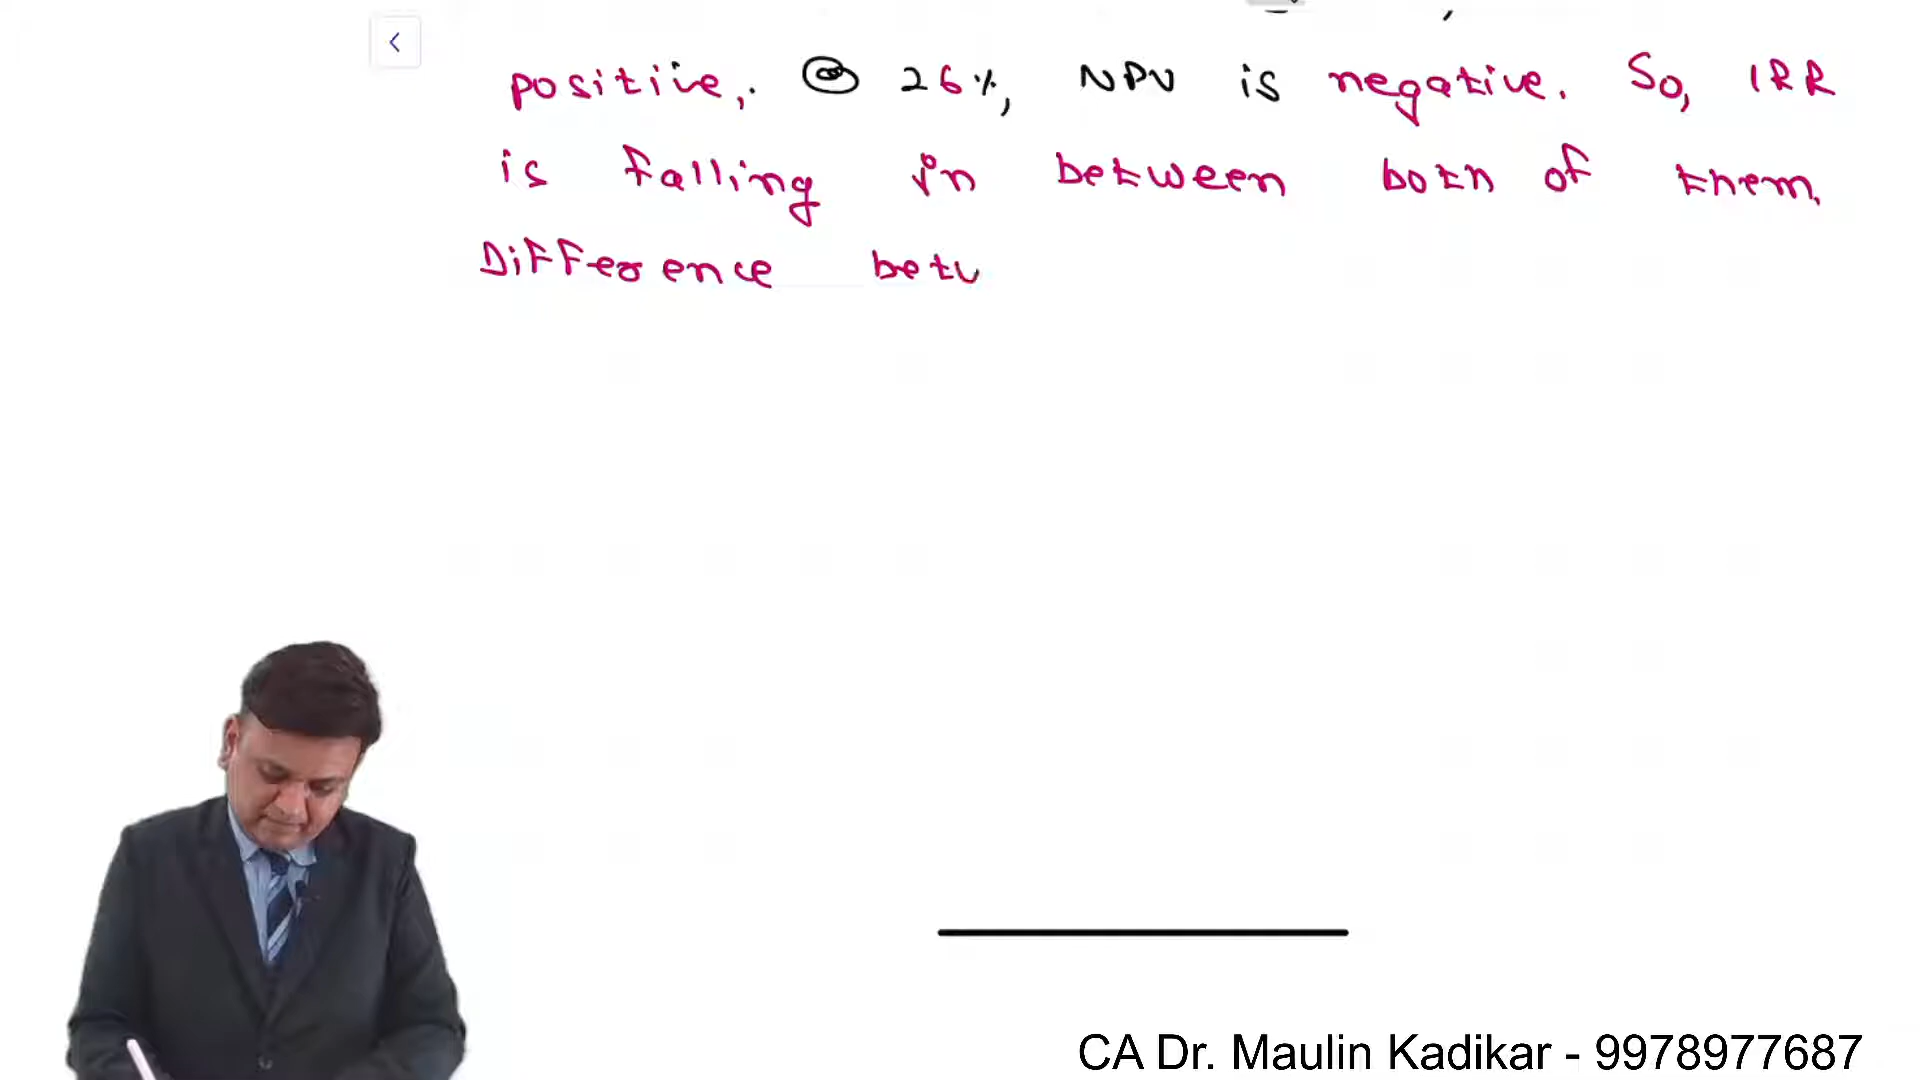 positive,. @ 26%, NPV is negative. So, IRR
is falling in between both of them.
Difference betw
CA Dr. Maulin Kadikar - 9978977687